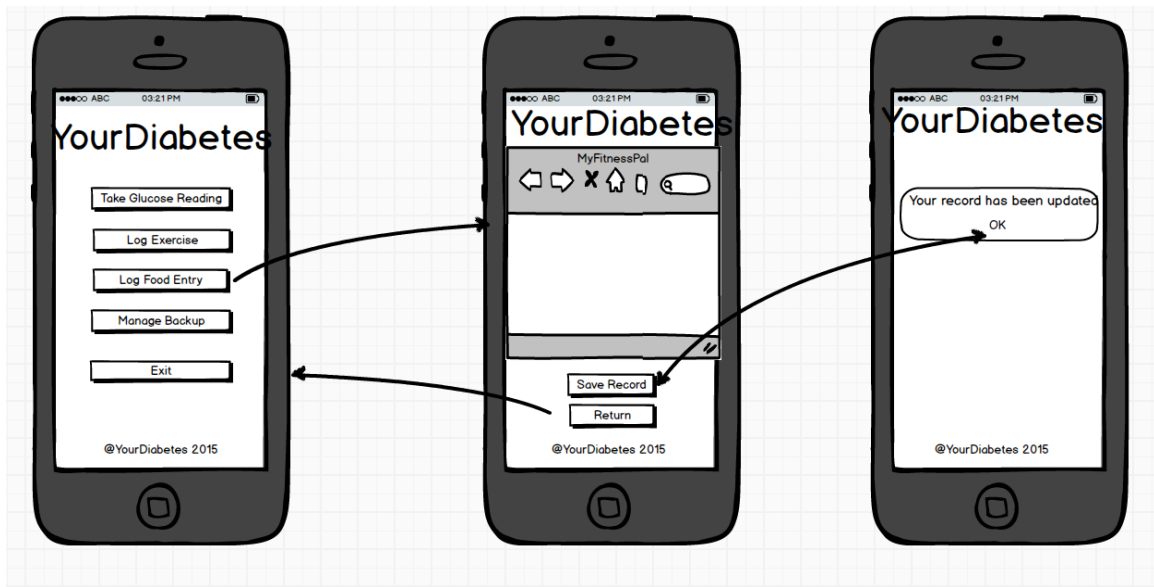 ABC 03:21 PM
YourDiabetes
Take Glucose Reading
Log Exercise
Log Food Entry
Manage Backup
Exit
@YourDiabetes 2015
ABC 03:21 PM
YourDiabetes
MyFitnessPal
Save Record
Return
@YourDiabetes 2015
ABC 03:21 PM
YourDiabetes
Your record has been updated
OK
@YourDiabetes 2015